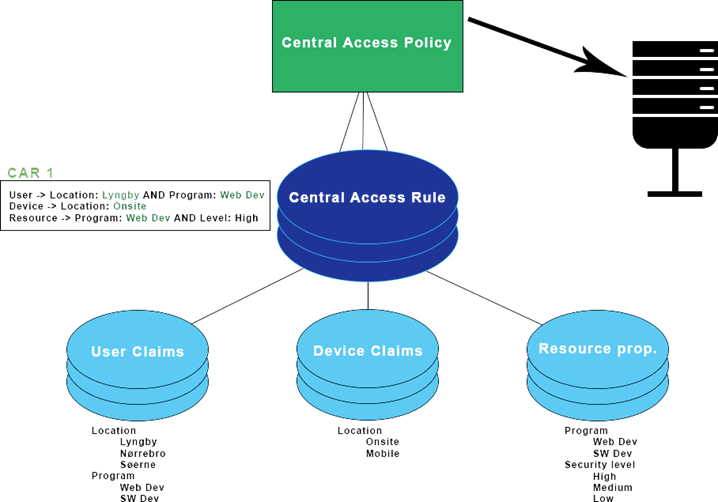 Central Access Policy
CAR 1
User -> Location: Lyngby AND Program: Web Dev
Device -> Location: Onsite
Resource -> Program: Web Dev AND Level: High
Central Access Rule
User Claims
Device Claims
Resource prop.
Location
Lyngby
Nørrebro
Søerne
Program
Web Dev
SW Dev
Location
Onsite
Mobile
Program
Web Dev
SW Dev
Security level
High
Medium
Low